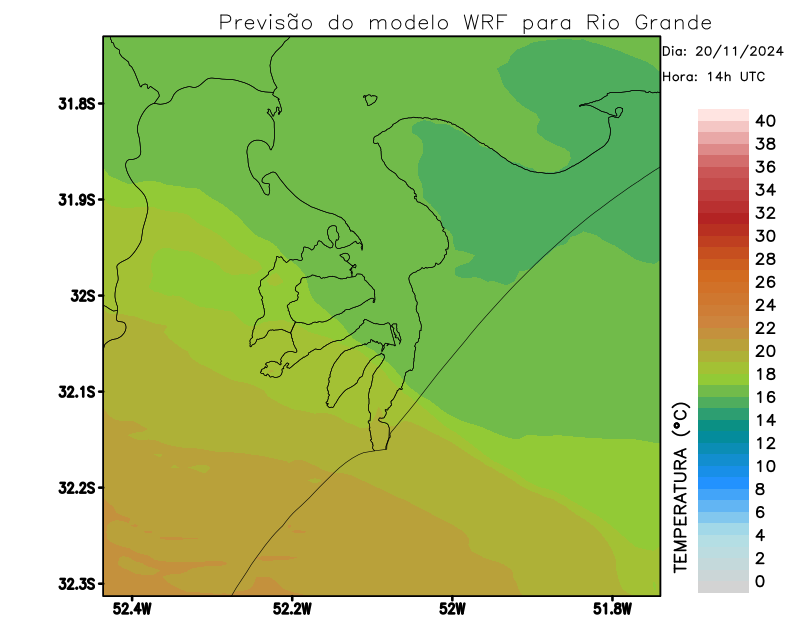 Previsão do modelo WRF para Rio Grande
Dia: 20/11/2024
Hora: 14h UTC
31.8S
31.9S
32S
32.1S
32.2S
32.3S
52.4W
52.2W
52W
51.8W
TEMPERATURA (°C)
40
38
36
34
32
30
28
26
24
22
20
18
16
14
12
10
8
6
4
2
0